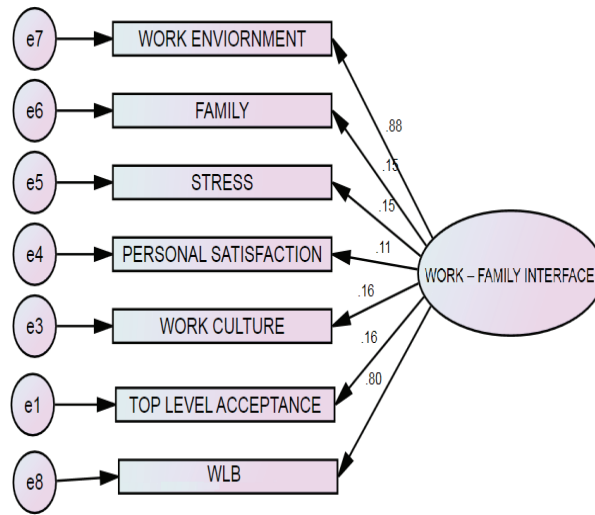 e7 WORK ENVIORNMENT
.88
e6 FAMILY
.15
e5 STRESS
.15
e4 PERSONAL SATISFACTION
.11
WORK – FAMILY INTERFACE
e3 WORK CULTURE
.16
e1 TOP LEVEL ACCEPTANCE
.16
.80
e8 WLB